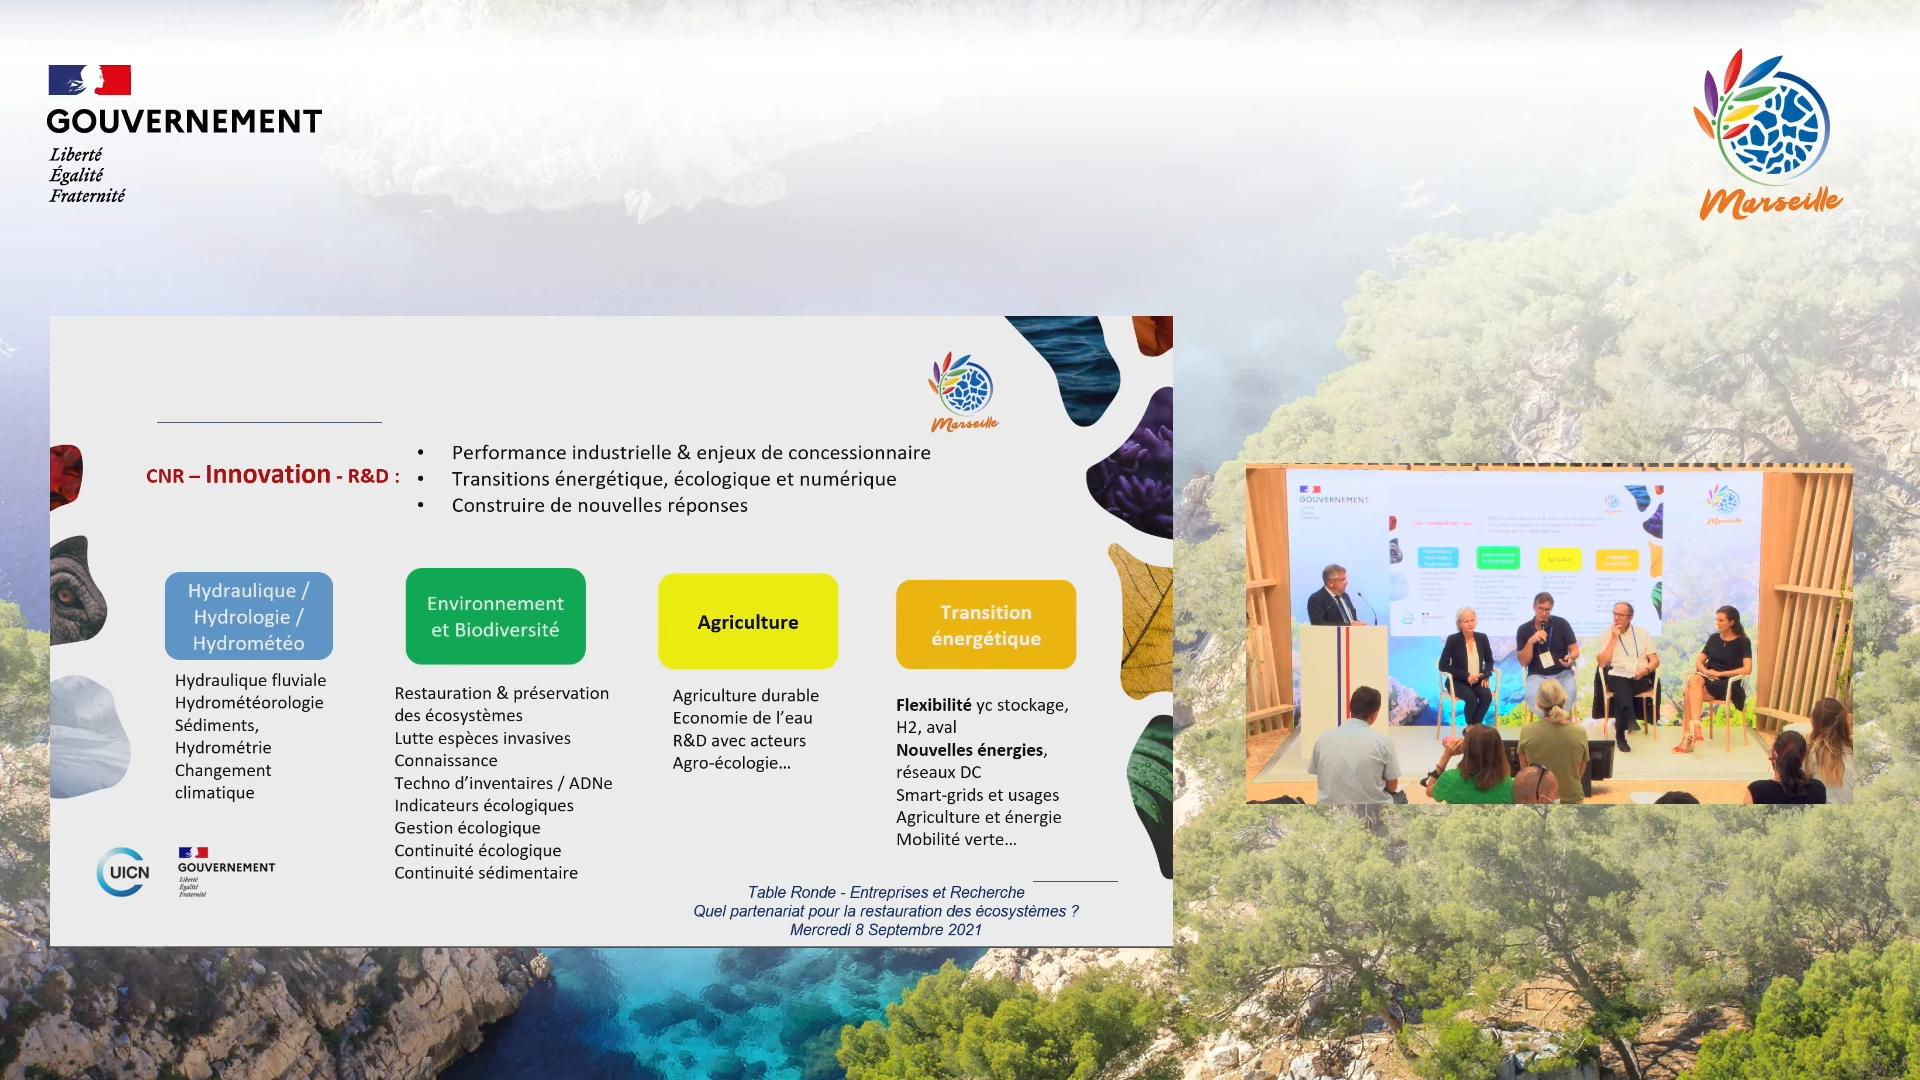 GOUVERNEMENT
Liberté
Égalité
Fraternité
Marseille
Marseille
CNR – Innovation - R&D :
• Performance industrielle & enjeux de concessionnaire
• Transitions énergétique, écologique et numérique
• Construire de nouvelles réponses
Hydraulique /
Hydrologie /
Hydrométéo
Hydraulique fluviale
Hydrométéorologie
Sédiments,
Hydrométrie
Changement
climatique
Environnement
et Biodiversité
Restauration & préservation
des écosystèmes
Lutte espèces invasives
Connaissance
Techno d’inventaires / ADNe
Indicateurs écologiques
Gestion écologique
Continuité écologique
Continuité sédimentaire
Agriculture
Agriculture durable
Economie de l’eau
R&D avec acteurs
Agro-écologie…
Transition
énergétique
Flexibilité yc stockage,
H2, aval
Nouvelles énergies,
réseaux DC
Smart-grids et usages
Agriculture et énergie
Mobilité verte…
UICN
GOUVERNEMENT
Liberté
Égalité
Fraternité
Table Ronde - Entreprises et Recherche
Quel partenariat pour la restauration des écosystèmes ?
Mercredi 8 Septembre 2021
GOUVERNEMENT
Marseille